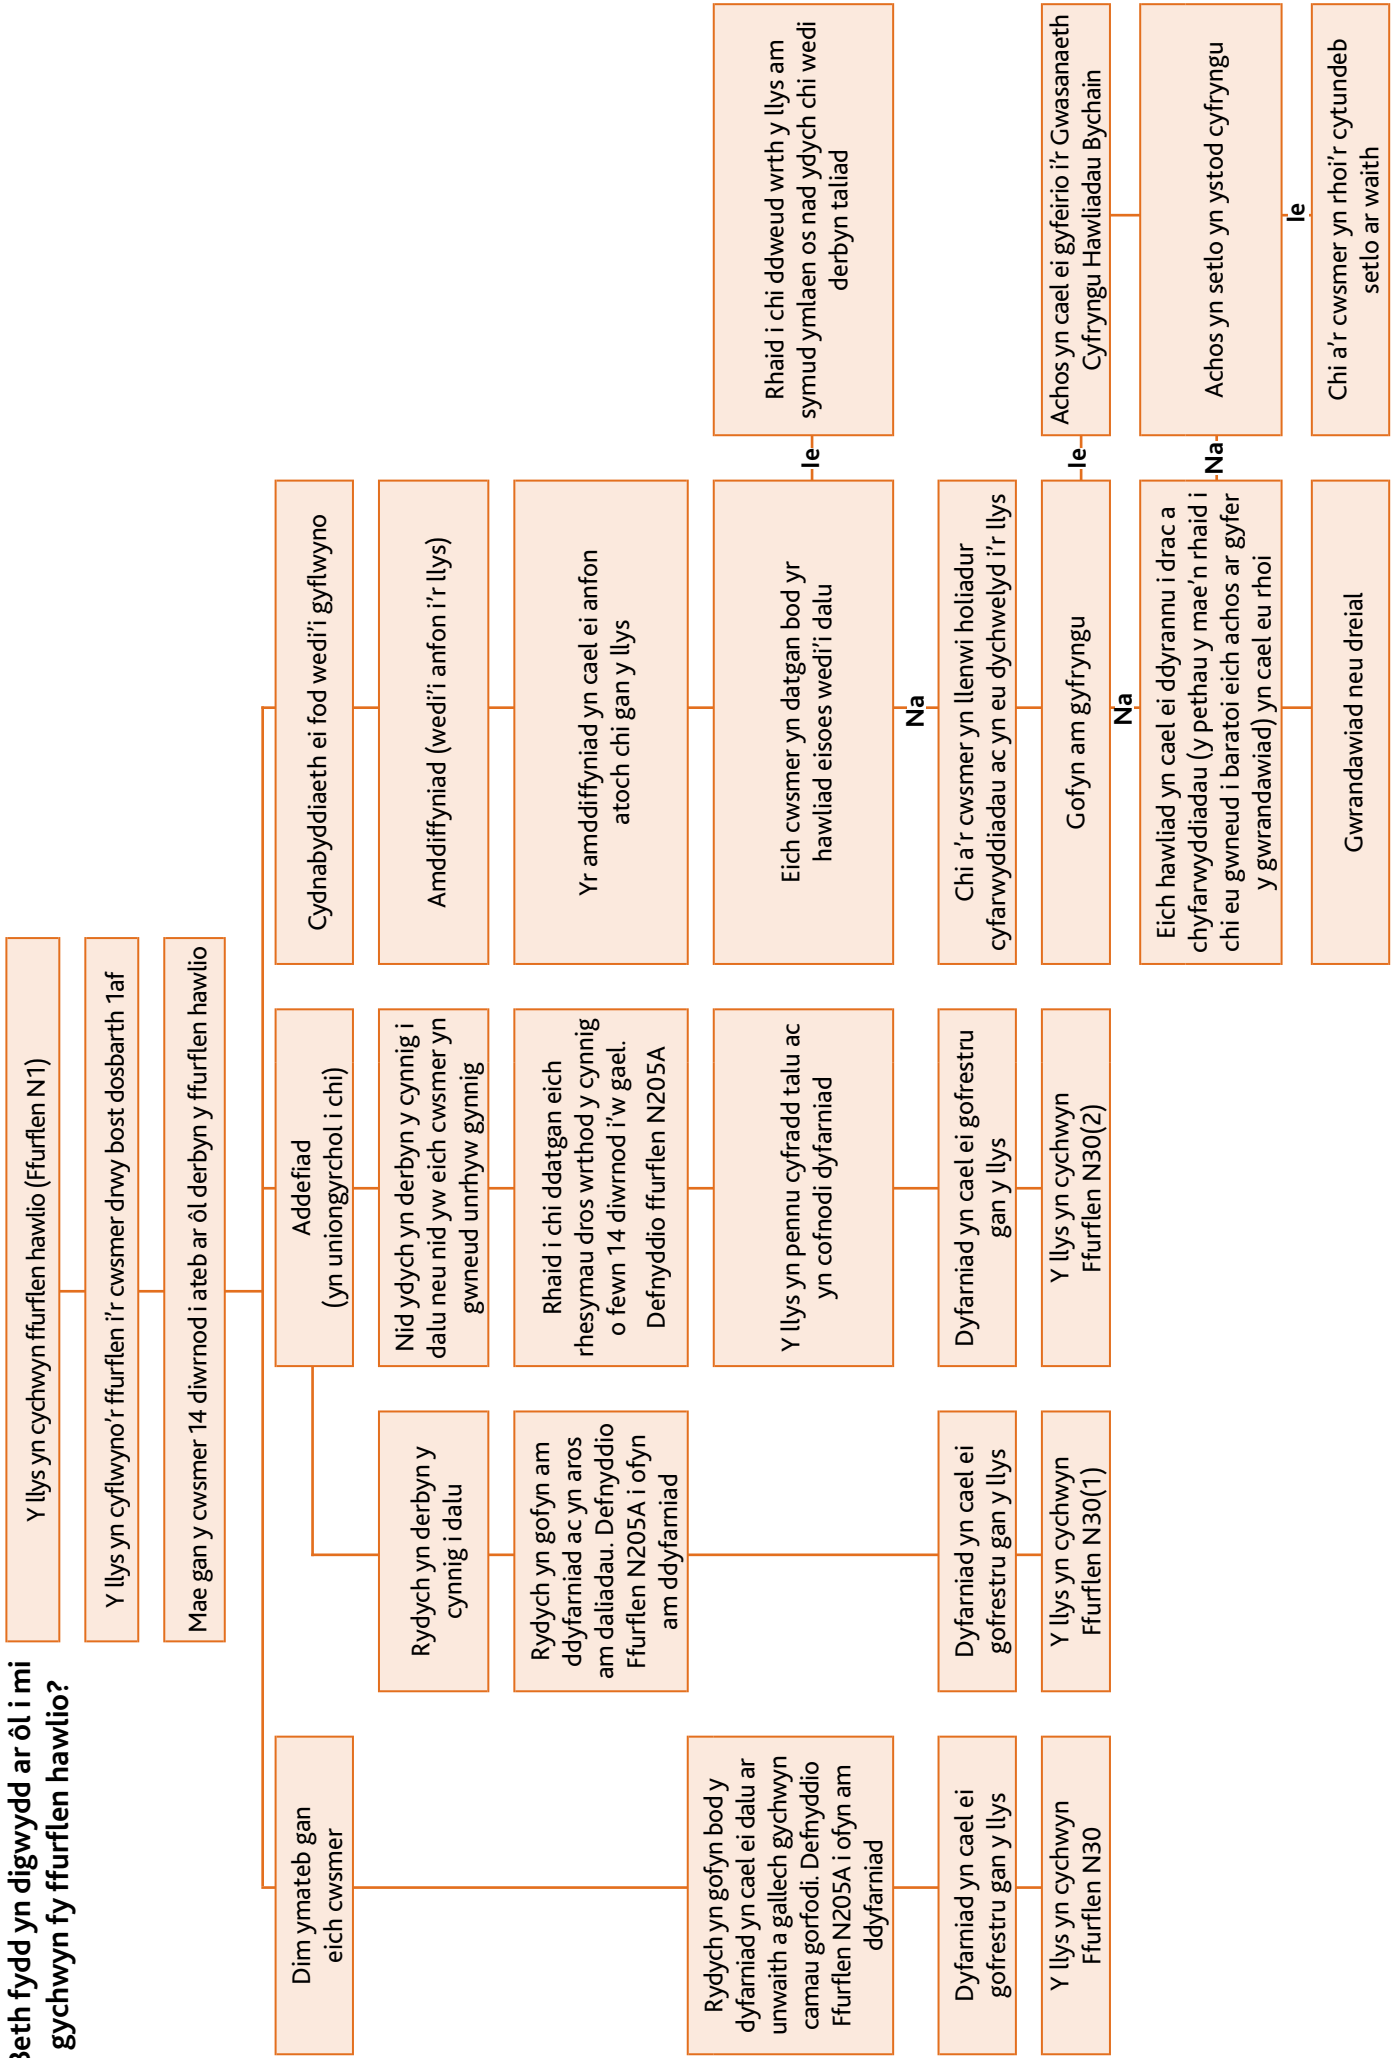 Beth fydd yn digwydd ar ôl i mi
gychwyn fy ffurflen hawlio?
Y llys yn cychwyn ffurflen hawlio (Ffurflen N1)
Y llys yn cyflwyno'r ffurflen i'r cwsmer drwy bost dosbarth 1af
Mae gan y cwsmer 14 diwrnod i ateb ar ôl derbyn y ffurflen hawlio
Dim ymateb gan
eich cwsmer
Rydych yn gofyn bod y
dyfarniad yn cael ei dalu ar
unwaith a gallech gychwyn
camau gorfodi. Defnyddio
Ffurflen N205A i ofyn am
ddyfarniad
Dyfarniad yn cael ei
gofrestru gan y llys
Y llys yn cychwyn
Ffurflen N30
Addefiad
(yn uniongyrchol i chi)
Rydych yn derbyn y
cynnig i dalu
Rydych yn gofyn am
ddyfarniad ac yn aros
am daliadau. Defnyddio
Ffurflen N205A i ofyn
am ddyfarniad
Dyfarniad yn cael ei
gofrestru gan y llys
Y llys yn cychwyn
Ffurflen N30(1)
Nid ydych yn derbyn y cynnig i
dalu neu nid yw eich cwsmer yn
gwneud unrhyw gynnig
Rhaid i chi ddatgan eich
rhesymau dros wrthod y cynnig
o fewn 14 diwrnod i'w gael.
Defnyddio ffurflen N205A
Y llys yn pennu cyfradd talu ac
yn cofnodi dyfarniad
Dyfarniad yn cael ei gofrestru
gan y llys
Y llys yn cychwyn
Ffurflen N30(2)
Cydnabyddiaeth ei fod wedi'i gyflwyno
Amddiffyniad (wedi'i anfon i'r llys)
Yr amddiffyniad yn cael ei anfon
atoch chi gan y llys
Eich cwsmer yn datgan bod yr
hawliad eisoes wedi'i dalu
Ie
Rhaid i chi ddweud wrth y llys am
symud ymlaen os nad ydych chi wedi
derbyn taliad
Na
Chi a'r cwsmer yn llenwi holiadur
cyfarwyddiadau ac yn eu dychwelyd i'r llys
Gofyn am gyfryngu
Ie
Achos yn cael ei gyfeirio i'r Gwasanaeth
Cyfryngu Hawliadau Bychain
Na
Eich hawliad yn cael ei ddyrannu i drac a
chyfarwyddiadau (y pethau y mae'n rhaid i
chi eu gwneud i baratoi eich achos ar gyfer
y gwrandawiad) yn cael eu rhoi
Na
Achos yn setlo yn ystod cyfryngu
Ie
Gwrandawiad neu dreial
Chi a'r cwsmer yn rhoi'r cytundeb
setlo ar waith